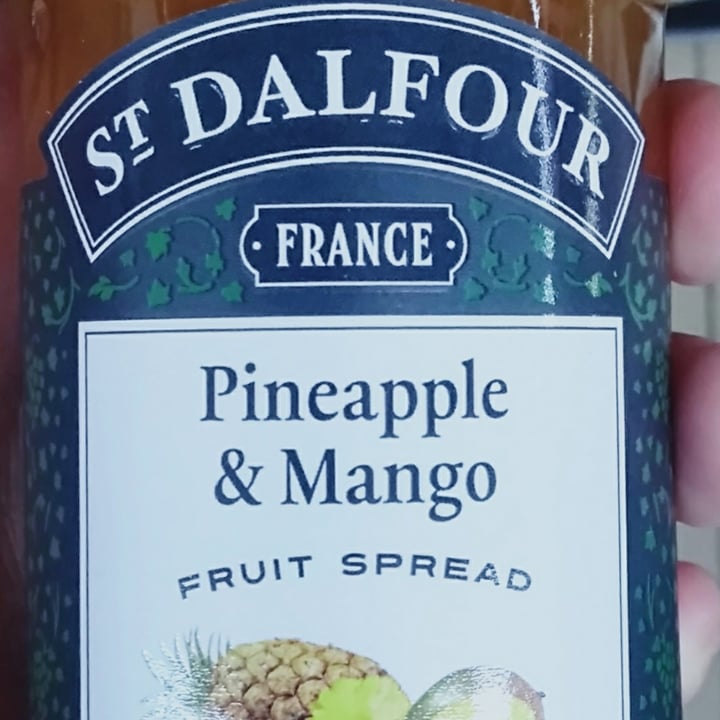 ST DALFOUR
· FRANCE ·
Pineapple
& Mango
FRUIT SPREAD